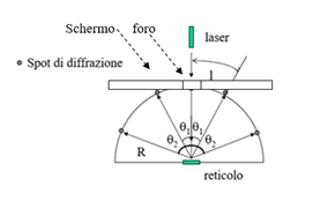 Schermo foro
laser
Spot di diffrazione
l
θ₁ θ₁
θ₂ θ₂
R
reticolo